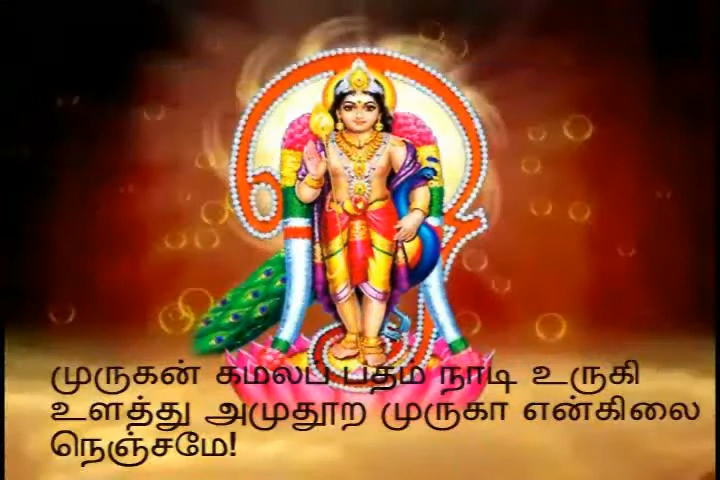 முருகன் கமலப் பதம் நாடி உருகி
உளத்து அமுதூற முருகா என்கிலை
நெஞ்சமே!